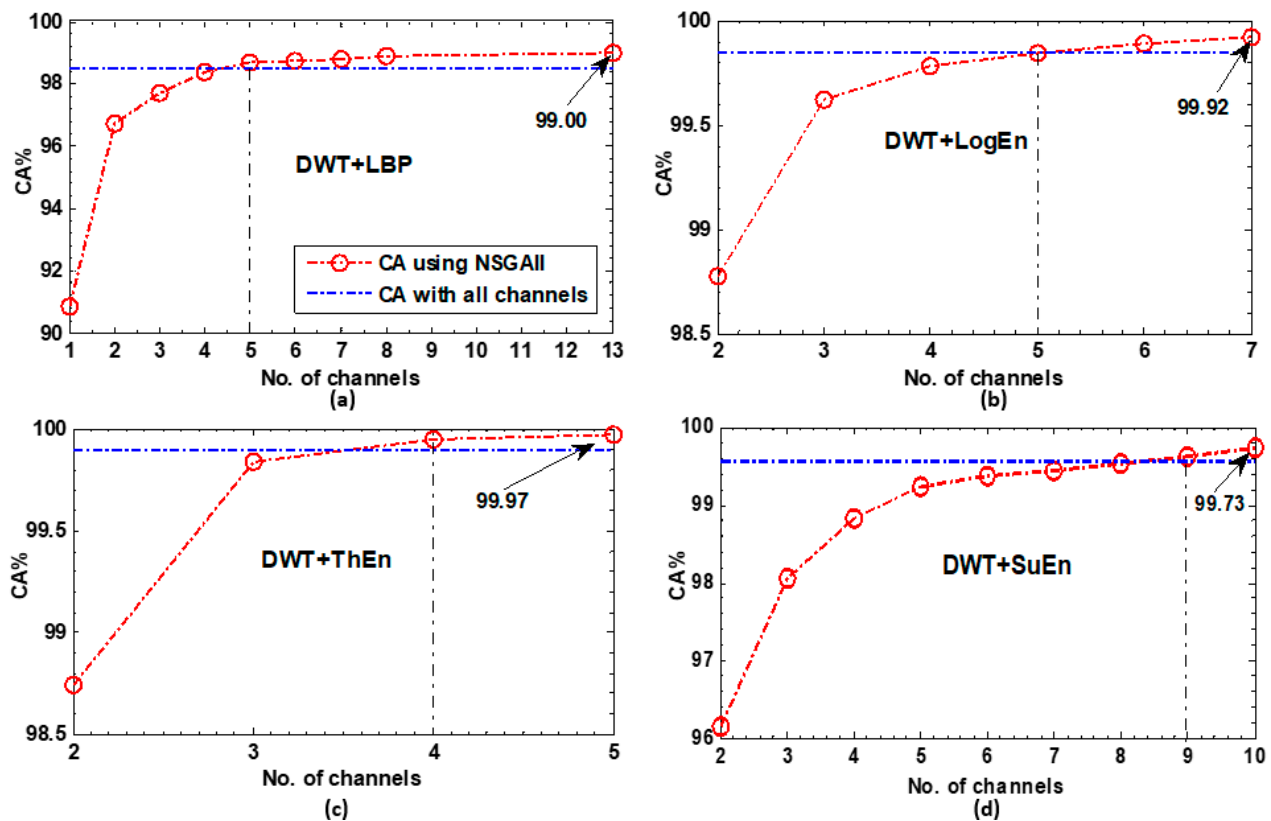 100
98
96
94
92
90
CA%
99.00
DWT+LBP
CA using NSGAII
CA with all channels
1 2 3 4 5 6 7 8 9 10 11 12 13
No. of channels
(a)
100
99.5
99
98.5
CA%
99.92
DWT+LogEn
2 3 4 5 6 7
No. of channels
(b)
100
99.5
99
98.5
CA%
99.97
DWT+ThEn
2 3 4 5
No. of channels
(c)
100
99
98
97
96
CA%
99.73
DWT+SuEn
2 3 4 5 6 7 8 9 10
No. of channels
(d)